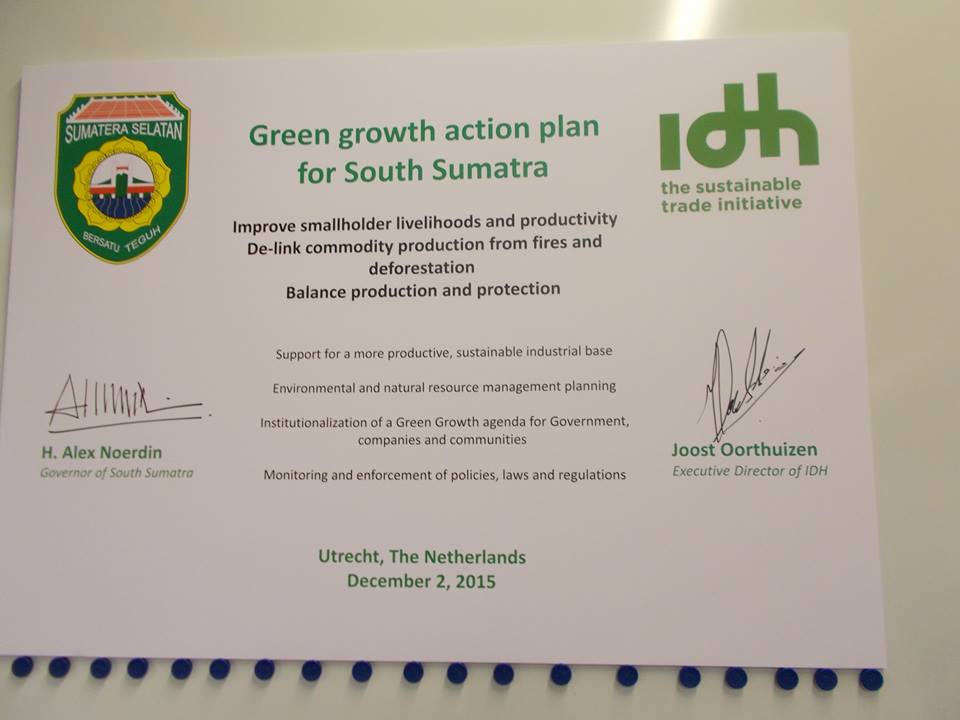 SUMATERA SELATAN
BERSATU TEGUH
idh
the sustainable
trade initiative
Green growth action plan
for South Sumatra
Improve smallholder livelihoods and productivity
De-link commodity production from fires and
deforestation
Balance production and protection
Support for a more productive, sustainable industrial base
Environmental and natural resource management planning
Institutionalization of a Green Growth agenda for Government,
companies and communities
Monitoring and enforcement of policies, laws and regulations
H. Alex Noerdin
Governor of South Sumatra
Joost Oorthuizen
Executive Director of IDH
Utrecht, The Netherlands
December 2, 2015